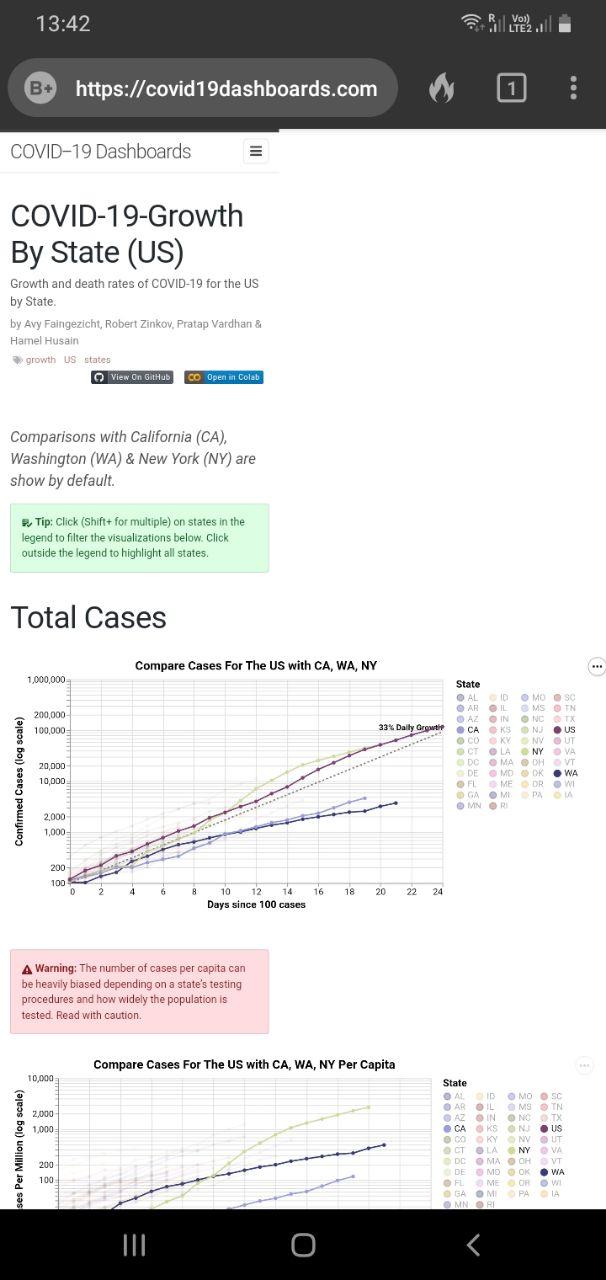 13:42
R
Vo))
LTE2
B+
https://covid19dashboards.com
1
COVID–19 Dashboards
COVID-19-Growth
By State (US)
Growth and death rates of COVID-19 for the US
by State.
by Avy Faingezicht, Robert Zinkov, Pratap Vardhan &
Hamel Husain
growth US states
View On GitHub Open in Colab
Comparisons with California (CA),
Washington (WA) & New York (NY) are
show by default.
Tip: Click (Shift+ for multiple) on states in the
legend to filter the visualizations below. Click
outside the legend to highlight all states.
Total Cases
Compare Cases For The US with CA, WA, NY
Confirmed Cases (log scale)
1,000,000
200,000
100,000
20,000
10,000
2,000
1,000
200
100
33% Daily Growth
0 2 4 6 8 10 12 14 16 18 20 22 24
Days since 100 cases
State
AL ID MO SC
AR IL MS TN
AZ IN NC TX
CA KS NJ US
CO KY NV UT
CT LA NY VA
DC MA OH VT
DE MD OK WA
FL ME OR WI
GA MI PA IA
MN RI
Warning: The number of cases per capita can
be heavily biased depending on a state's testing
procedures and how widely the population is
tested. Read with caution.
Compare Cases For The US with CA, WA, NY Per Capita
ses Per Million (log scale)
10,000
2,000
1,000
200
100
State
AL ID MO SC
AR IL MS TN
AZ IN NC TX
CA KS NJ US
CO KY NV UT
CT LA NY VA
DC MA OH VT
DE MD OK WA
FL ME OR WI
GA MI PA IA
MN RI